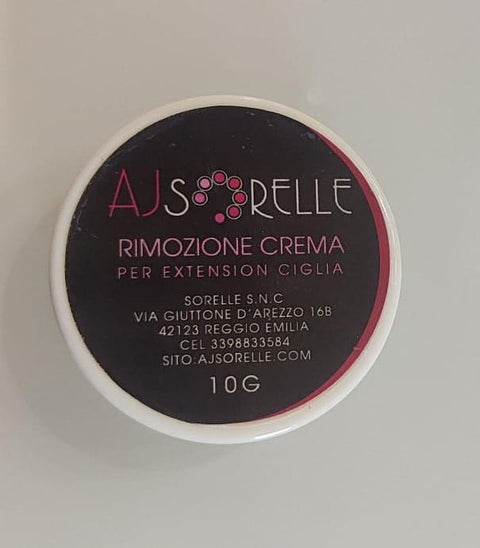 AJSORELLE
RIMOZIONE CREMA
PER EXTENSION CIGLIA
SORELLE S.N.C
VIA GIUTTONE D'AREZZO 16B
42123 REGGIO EMILIA
CEL 3398833584
SITO:AJSORELLE.COM
10G